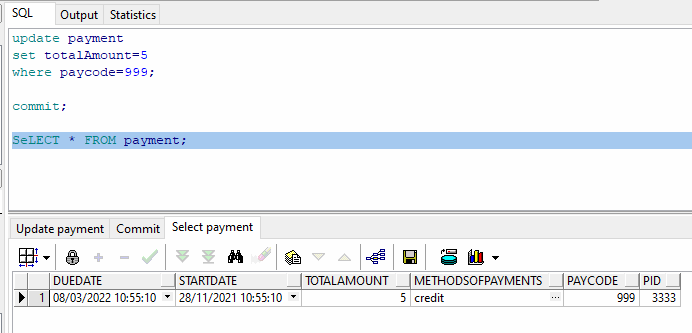 SQL Output Statistics
update payment
set totalAmount=5
where paycode=999;
commit;
SeLECT * FROM payment;
Update payment Commit Select payment
DUEDATE STARTDATE TOTALAMOUNT METHODSOFPAYMENTS PAYCODE PID
1 08/03/2022 10:55:10 28/11/2021 10:55:10 5 credit ... 999 3333